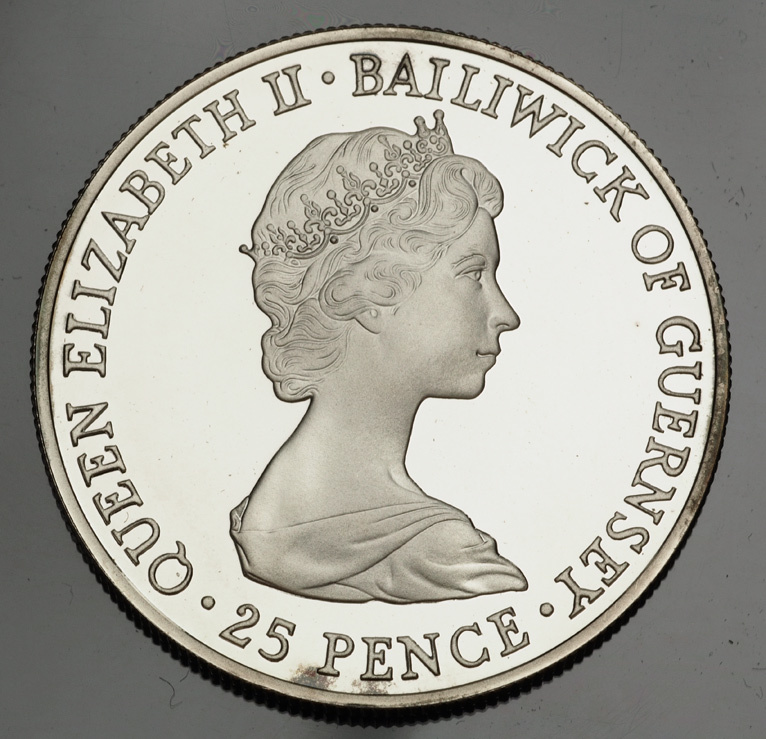 QUEEN ELIZABETH II · BAILIWICK OF GUERNSEY ·
25 PENCE ·